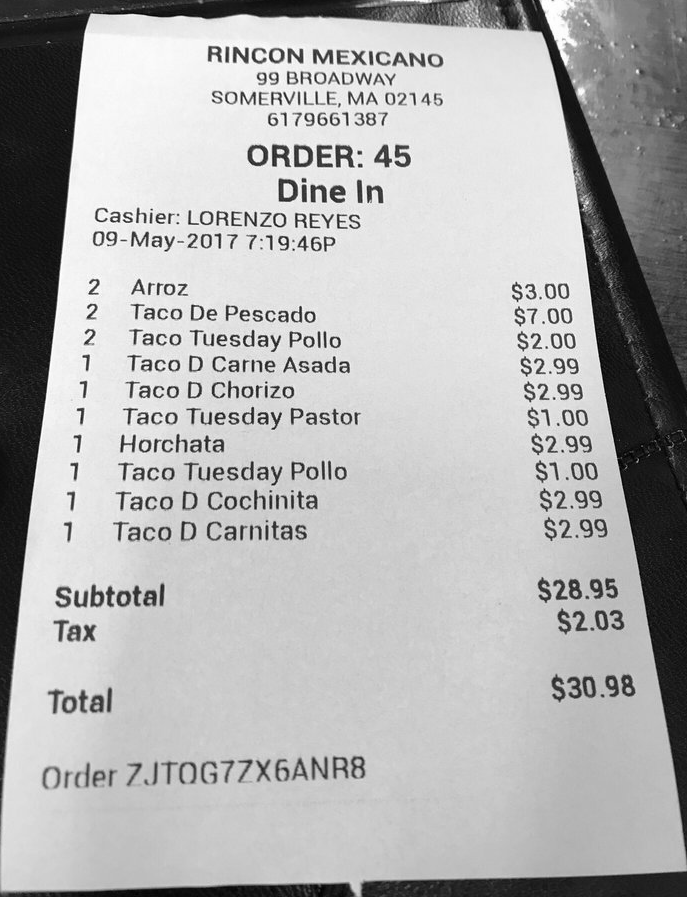 RINCON MEXICANO
99 BROADWAY
SOMERVILLE, MA 02145
6179661387
ORDER: 45
Dine In
Cashier: LORENZO REYES
09-May-2017 7:19:46P
2 Arroz $3.00
2 Taco De Pescado $7.00
2 Taco Tuesday Pollo $2.00
1 Taco D Carne Asada $2.99
1 Taco D Chorizo $2.99
1 Taco Tuesday Pastor $1.00
1 Horchata $2.99
1 Taco Tuesday Pollo $1.00
1 Taco D Cochinita $2.99
1 Taco D Carnitas $2.99
Subtotal $28.95
Tax $2.03
Total $30.98
Order ZJTQG7ZX6ANR8